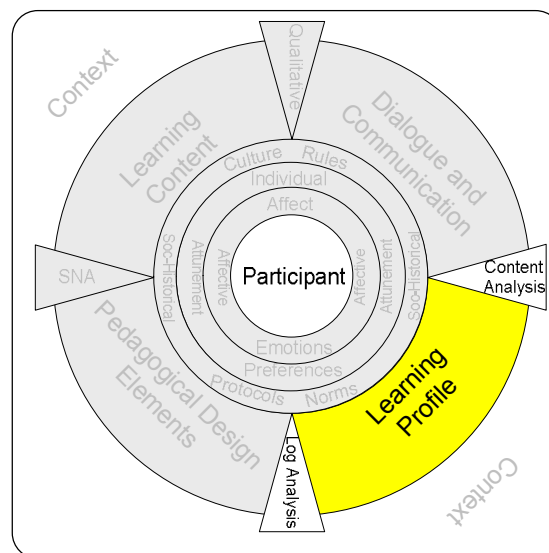 Context
Qualitative
Learning
Content
Dialogue and
Communication
Culture Rules
Individual
Affect
Soc-Historical
Attunement
Affective
Participant
Affective
Attunement
Soc-Historical
SNA
Content
Analysis
Emotions
Preferences
Protocols Norms
Pedagogical Design
Elements
Log Analysis
Learning
Profile
Context